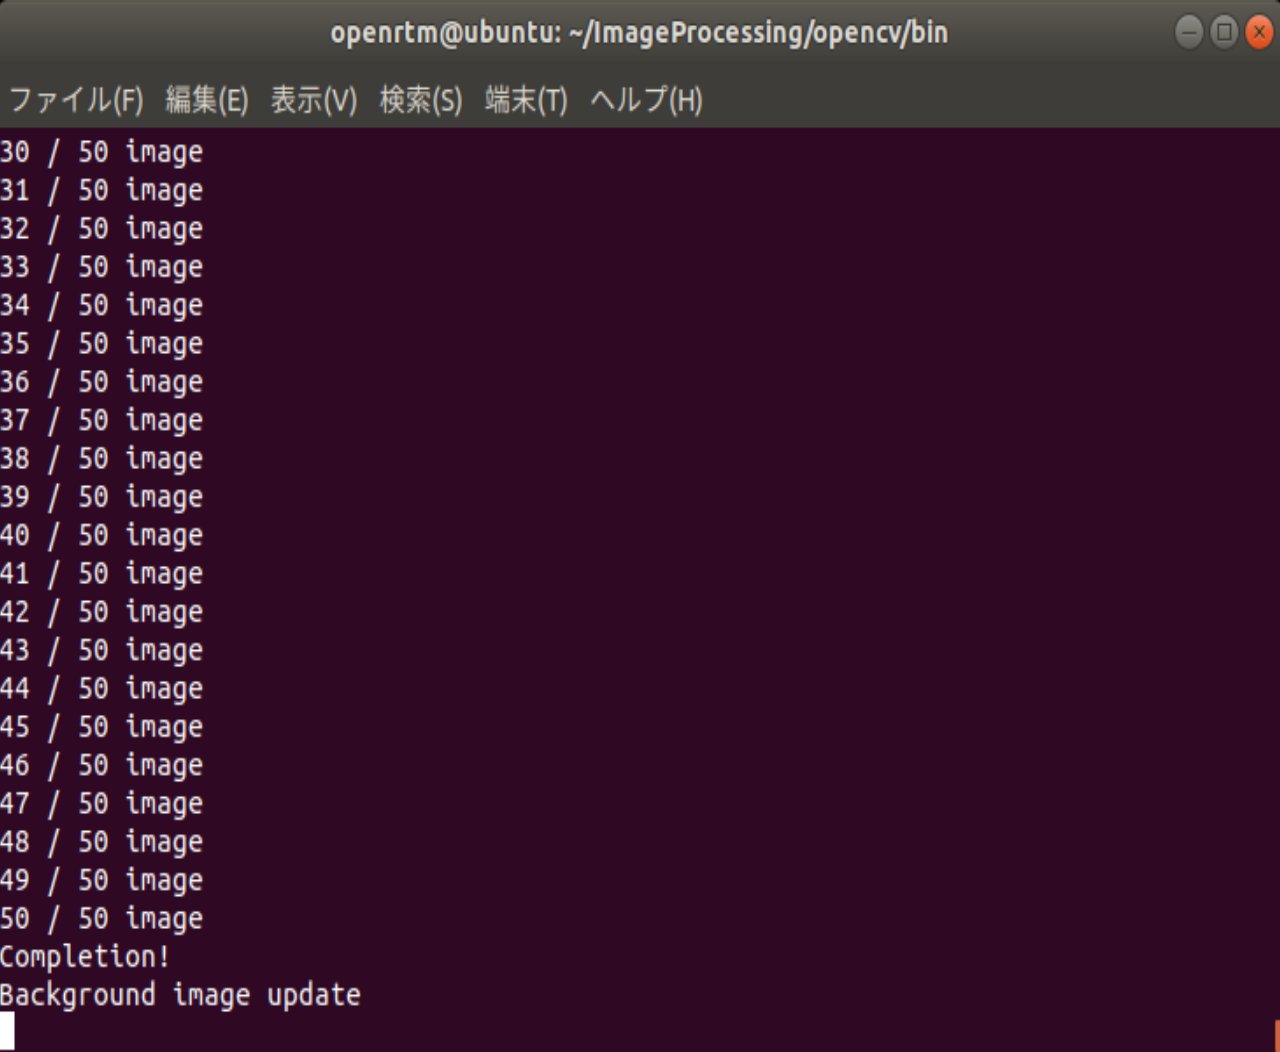 openrtm@ubuntu: ~/ImageProcessing/opencv/bin
ファイル(F) 編集(E) 表示(V) 検索(S) 端末(T) ヘルプ(H)
30 / 50 image
31 / 50 image
32 / 50 image
33 / 50 image
34 / 50 image
35 / 50 image
36 / 50 image
37 / 50 image
38 / 50 image
39 / 50 image
40 / 50 image
41 / 50 image
42 / 50 image
43 / 50 image
44 / 50 image
45 / 50 image
46 / 50 image
47 / 50 image
48 / 50 image
49 / 50 image
50 / 50 image
Completion!
Background image update